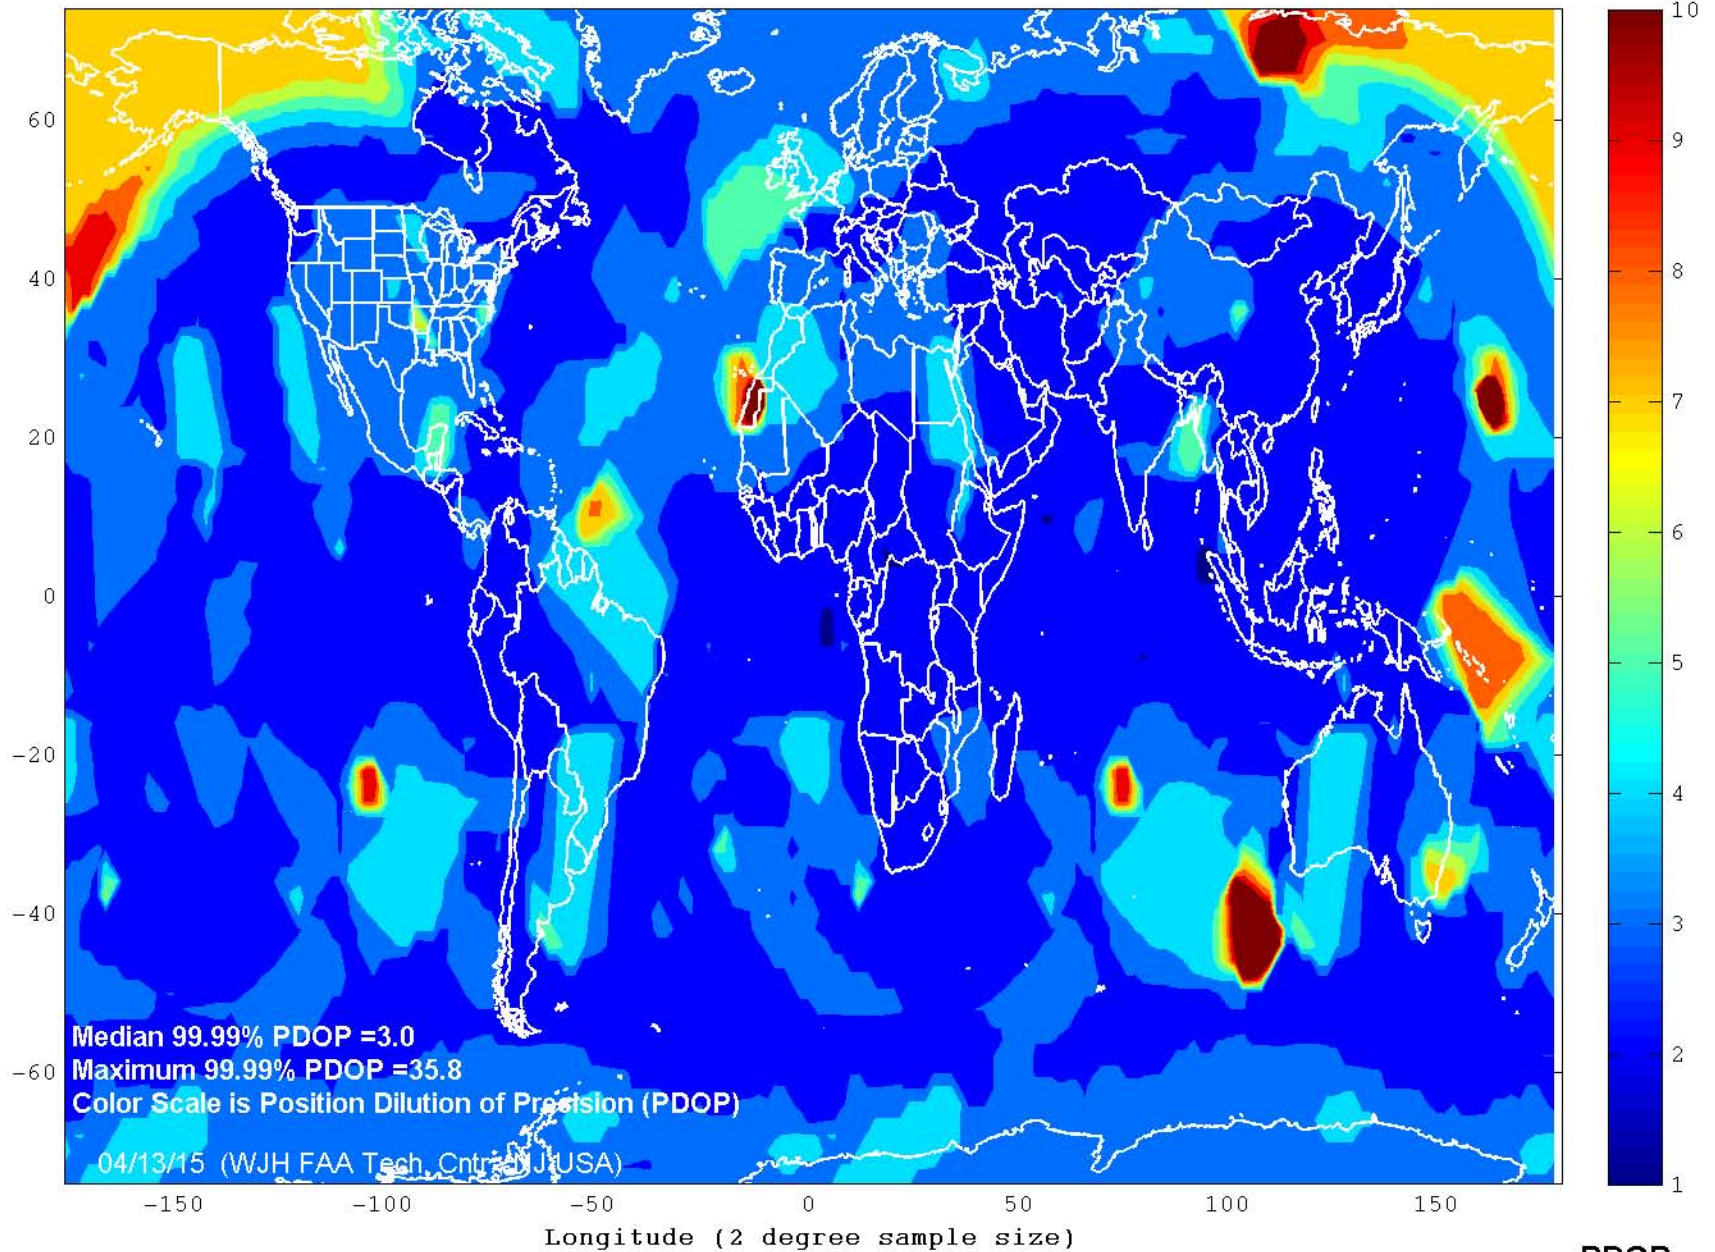 10
9
8
7
6
5
4
3
2
1
60
40
20
0
−20
−40
−60
Median 99.99% PDOP =3.0
Maximum 99.99% PDOP =35.8
Color Scale is Position Dilution of Precision (PDOP)
04/13/15 (WJH FAA Tech. Cntr. NJ USA)
−150 −100 −50 0 50 100 150
Longitude (2 degree sample size)
PDOP